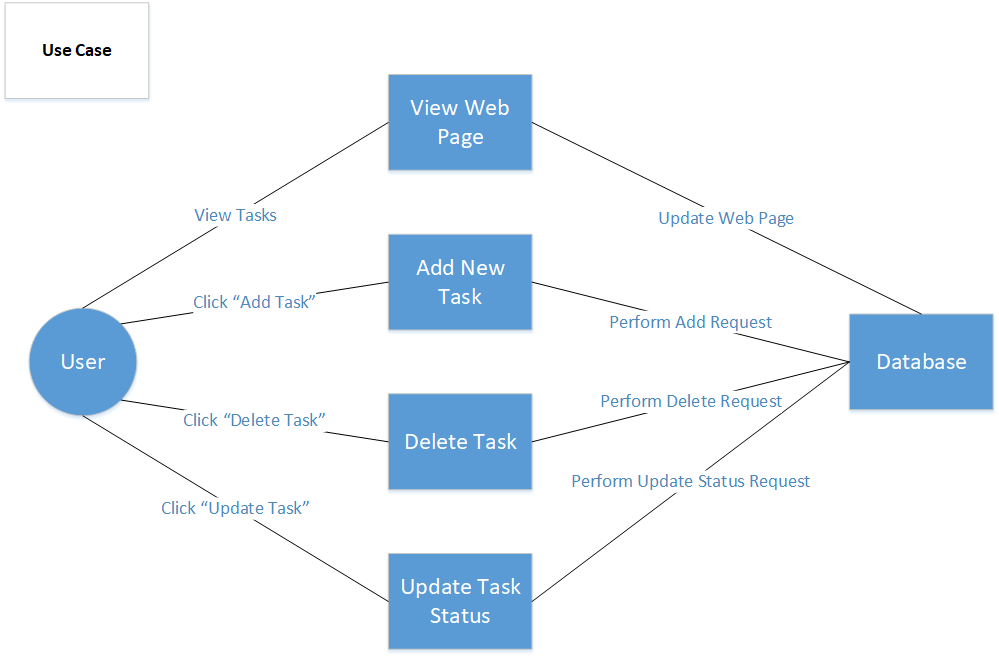 Use Case
View Web
Page
View Tasks
Update Web Page
Add New
Task
Click “Add Task”
Perform Add Request
User
Database
Click “Delete Task”
Perform Delete Request
Delete Task
Perform Update Status Request
Click “Update Task”
Update Task
Status